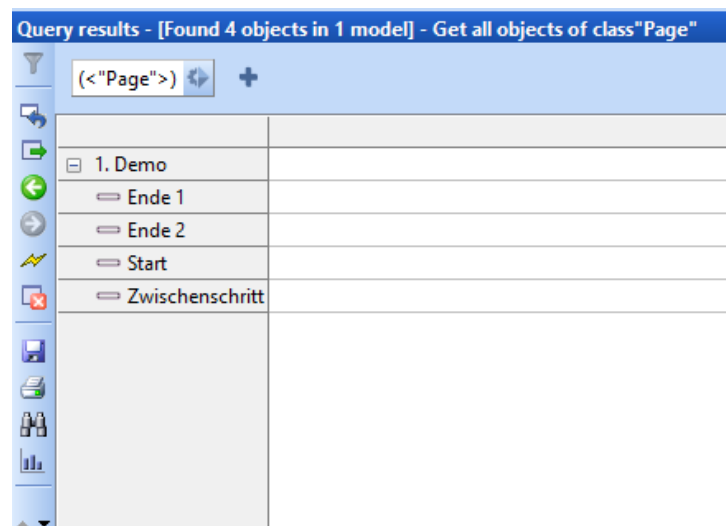 Query results - [Found 4 objects in 1 model] - Get all objects of class"Page"
(<"Page">)
1. Demo
Ende 1
Ende 2
Start
Zwischenschritt